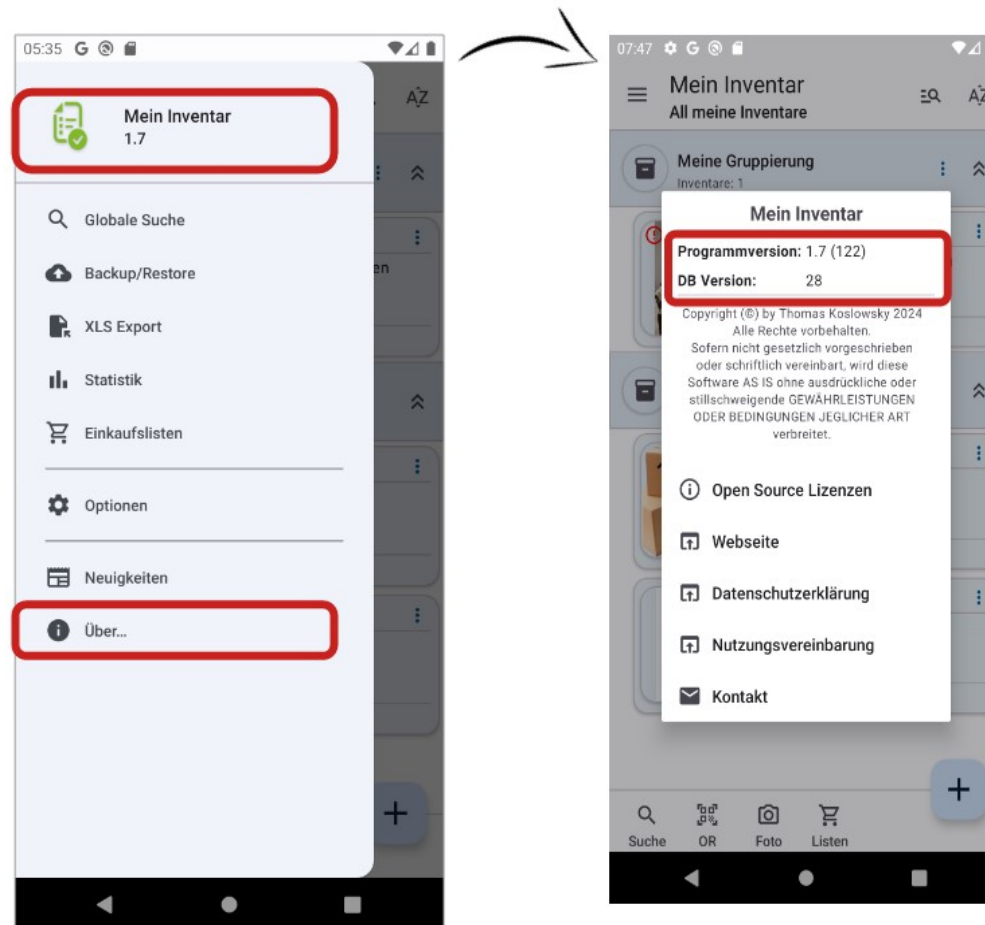 05:35
Mein Inventar
1.7
Globale Suche
Backup/Restore
XLS Export
Statistik
Einkaufslisten
Optionen
Neuigkeiten
Über...
AZ
en
07:47
Mein Inventar
All meine Inventare
AZ
Meine Gruppierung
Inventare: 1
Mein Inventar
Programmversion: 1.7 (122)
DB Version: 28
Copyright (©) by Thomas Koslowsky 2024
Alle Rechte vorbehalten.
Sofern nicht gesetzlich vorgeschrieben
oder schriftlich vereinbart, wird diese
Software AS IS ohne ausdrückliche oder
stillschweigende GEWÄHRLEISTUNGEN
ODER BEDINGUNGEN JEGLICHER ART
verbreitet.
Open Source Lizenzen
Webseite
Datenschutzerklärung
Nutzungsvereinbarung
Kontakt
Suche QR Foto Listen